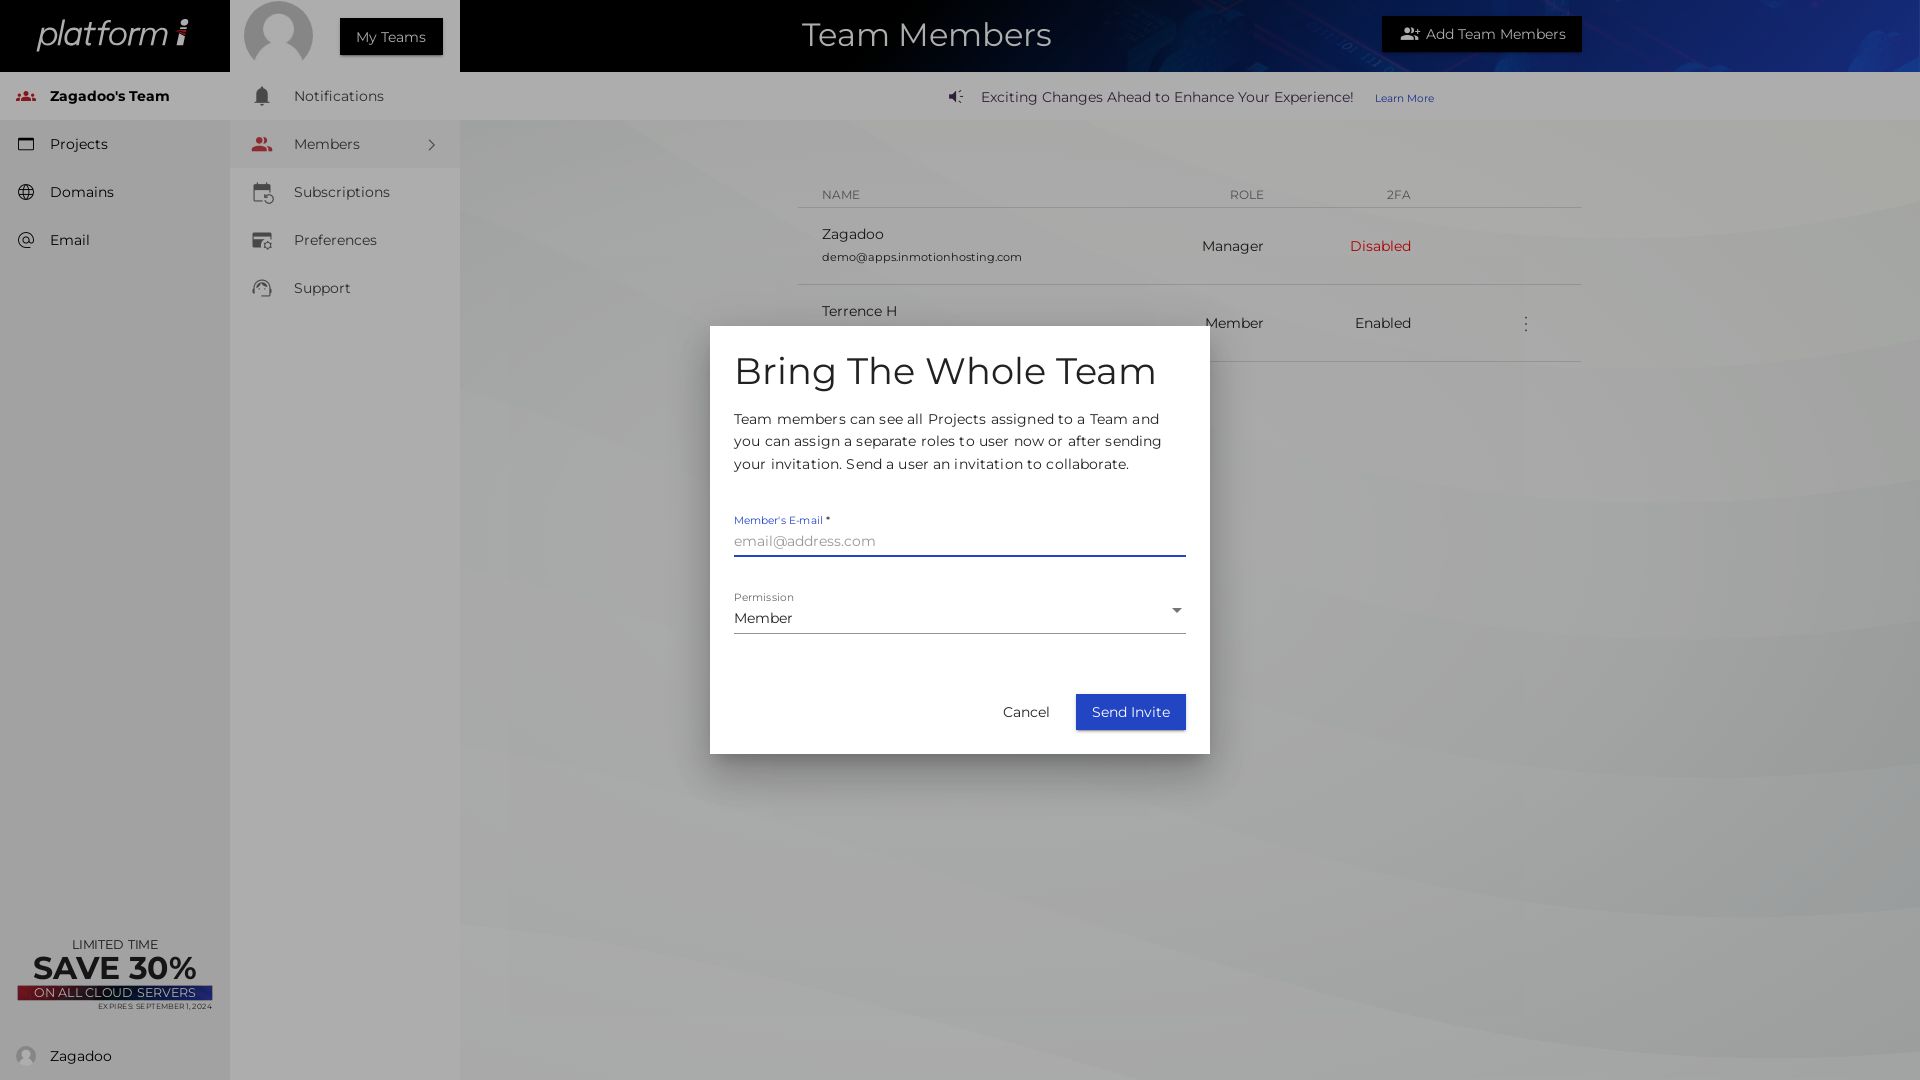 platform i
My Teams
Team Members
Add Team Members
Zagadoo's Team
Notifications
Exciting Changes Ahead to Enhance Your Experience! Learn More
Projects
Members
Domains
Subscriptions
Email
Preferences
Support
NAME ROLE 2FA
Zagadoo
demo@apps.inmotionhosting.com
Manager Disabled
Terrence H
Member Enabled
Bring The Whole Team
Team members can see all Projects assigned to a Team and
you can assign a separate roles to user now or after sending
your invitation. Send a user an invitation to collaborate.
Member's E-mail *
email@address.com
Permission
Member
Cancel Send Invite
LIMITED TIME
SAVE 30%
ON ALL CLOUD SERVERS
EXPIRES: SEPTEMBER 1, 2024
Zagadoo